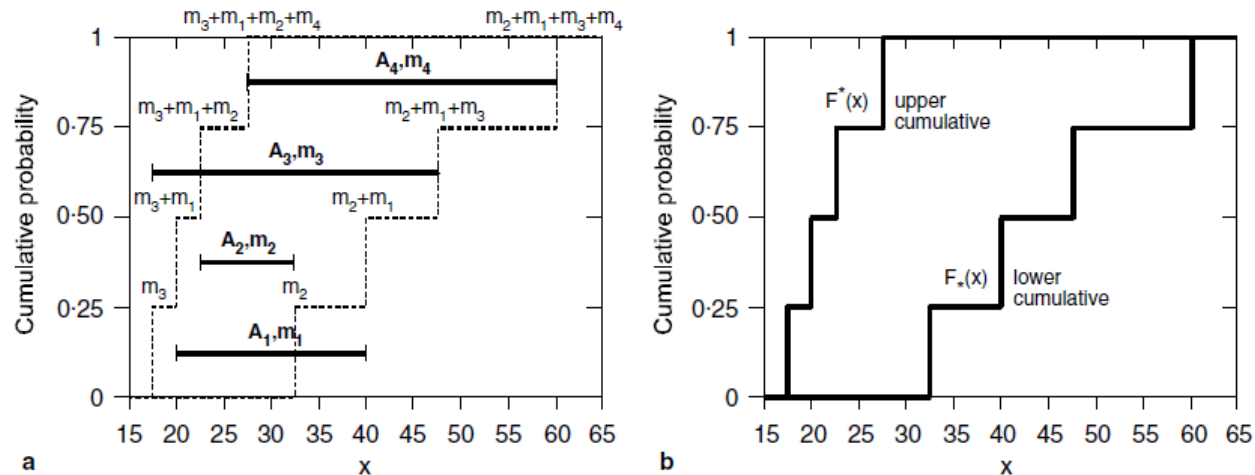 m₃+m₁+m₂+m₄
m₂+m₁+m₃+m₄
1
A₄,m₄
m₃+m₁+m₂
m₂+m₁+m₃
0·75
A₃,m₃
m₃+m₁
m₂+m₁
0·50
A₂,m₂
m₃
m₂
0·25
A₁,m₁
0
15 20 25 30 35 40 45 50 55 60 65
Cumulative probability
x
a
1
F*(x)
upper
cumulative
0·75
0·50
F⁎(x)
lower
cumulative
0·25
0
15 20 25 30 35 40 45 50 55 60 65
Cumulative probability
x
b